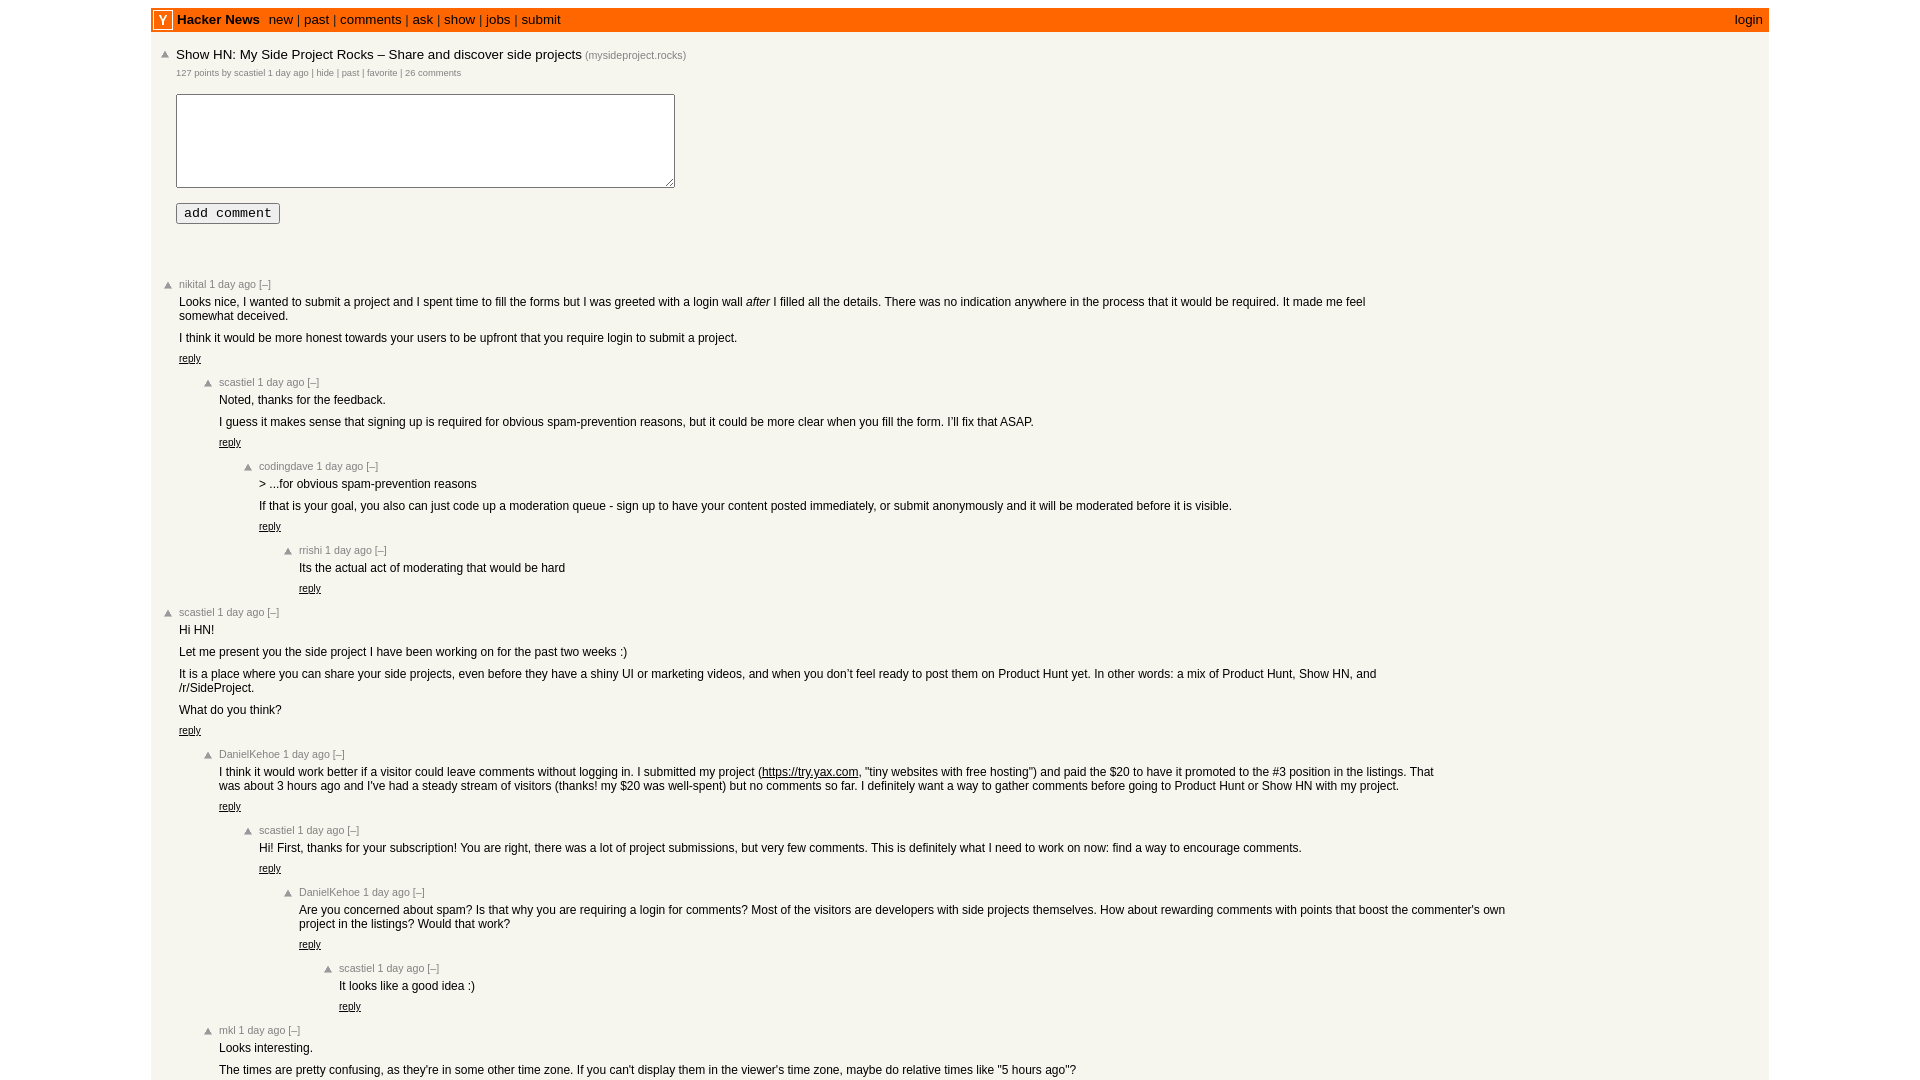 Y Hacker News new | past | comments | ask | show | jobs | submit login
Show HN: My Side Project Rocks – Share and discover side projects (mysideproject.rocks)
127 points by scastiel 1 day ago | hide | past | favorite | 26 comments
add comment
nikital 1 day ago [–]
Looks nice, I wanted to submit a project and I spent time to fill the forms but I was greeted with a login wall after I filled all the details. There was no indication anywhere in the process that it would be required. It made me feel
somewhat deceived.
I think it would be more honest towards your users to be upfront that you require login to submit a project.
reply
scastiel 1 day ago [–]
Noted, thanks for the feedback.
I guess it makes sense that signing up is required for obvious spam-prevention reasons, but it could be more clear when you fill the form. I’ll fix that ASAP.
reply
codingdave 1 day ago [–]
> ...for obvious spam-prevention reasons
If that is your goal, you also can just code up a moderation queue - sign up to have your content posted immediately, or submit anonymously and it will be moderated before it is visible.
reply
rrishi 1 day ago [–]
Its the actual act of moderating that would be hard
reply
scastiel 1 day ago [–]
Hi HN!
Let me present you the side project I have been working on for the past two weeks :)
It is a place where you can share your side projects, even before they have a shiny UI or marketing videos, and when you don’t feel ready to post them on Product Hunt yet. In other words: a mix of Product Hunt, Show HN, and
/r/SideProject.
What do you think?
reply
DanielKehoe 1 day ago [–]
I think it would work better if a visitor could leave comments without logging in. I submitted my project (https://try.yax.com, "tiny websites with free hosting") and paid the $20 to have it promoted to the #3 position in the listings. That
was about 3 hours ago and I've had a steady stream of visitors (thanks! my $20 was well-spent) but no comments so far. I definitely want a way to gather comments before going to Product Hunt or Show HN with my project.
reply
scastiel 1 day ago [–]
Hi! First, thanks for your subscription! You are right, there was a lot of project submissions, but very few comments. This is definitely what I need to work on now: find a way to encourage comments.
reply
DanielKehoe 1 day ago [–]
Are you concerned about spam? Is that why you are requiring a login for comments? Most of the visitors are developers with side projects themselves. How about rewarding comments with points that boost the commenter's own
project in the listings? Would that work?
reply
scastiel 1 day ago [–]
It looks like a good idea :)
reply
mkl 1 day ago [–]
Looks interesting.
The times are pretty confusing, as they're in some other time zone. If you can't display them in the viewer's time zone, maybe do relative times like "5 hours ago"?